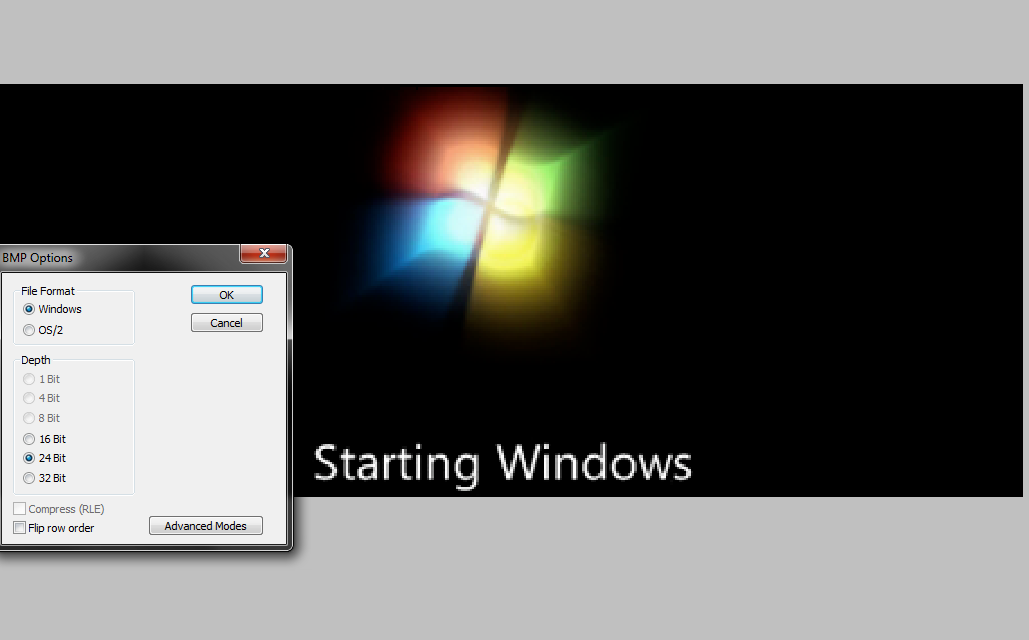 BMP Options
File Format
Windows
OS/2
OK
Cancel
Depth
1 Bit
4 Bit
8 Bit
16 Bit
24 Bit
32 Bit
Compress (RLE)
Flip row order
Advanced Modes
Starting Windows